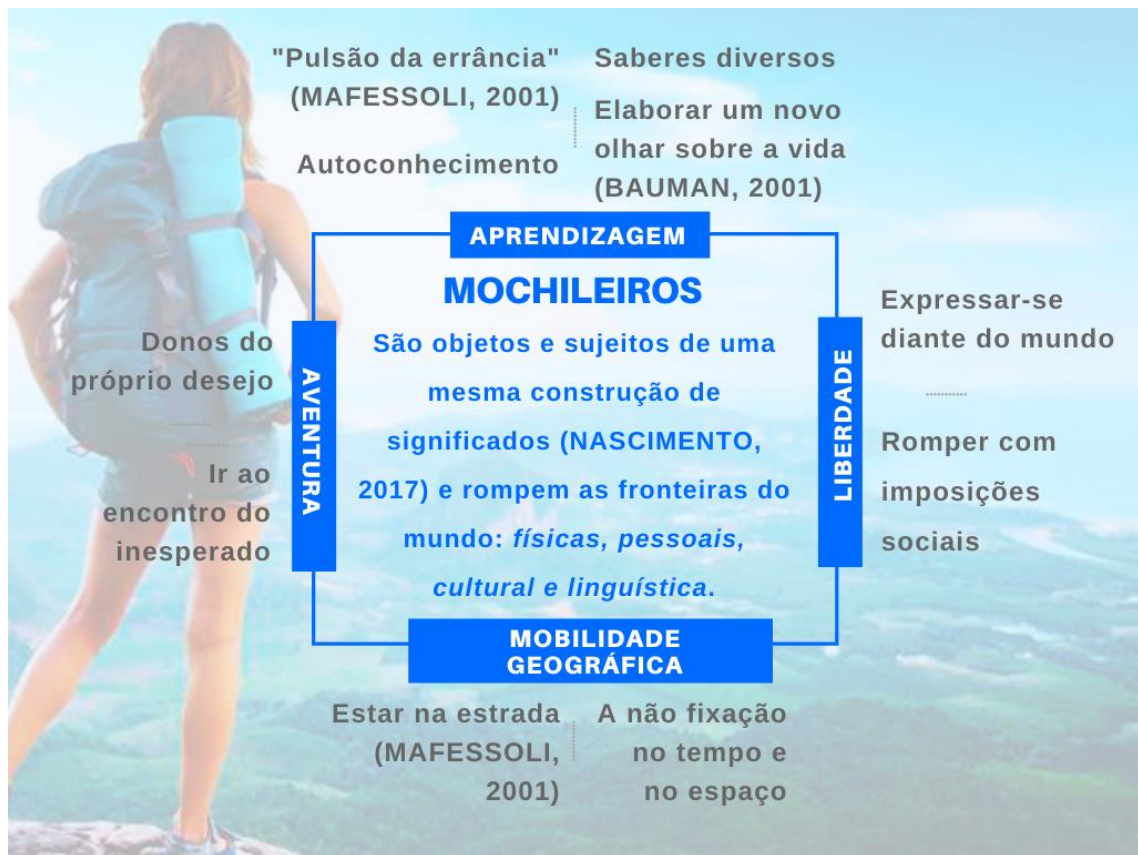 "Pulsão da errância"
(MAFESSOLI, 2001)
Autoconhecimento
Saberes diversos
Elaborar um novo
olhar sobre a vida
(BAUMAN, 2001)
APRENDIZAGEM
MOCHILEIROS
São objetos e sujeitos de uma
mesma construção de
significados (NASCIMENTO,
2017) e rompem as fronteiras do
mundo: físicas, pessoais,
cultural e linguística.
AVENTURA
Donos do
próprio desejo
Ir ao
encontro do
inesperado
LIBERDADE
Expressar-se
diante do mundo
Romper com
imposições
sociais
MOBILIDADE
GEOGRÁFICA
Estar na estrada
(MAFESSOLI,
2001)
A não fixação
no tempo e
no espaço